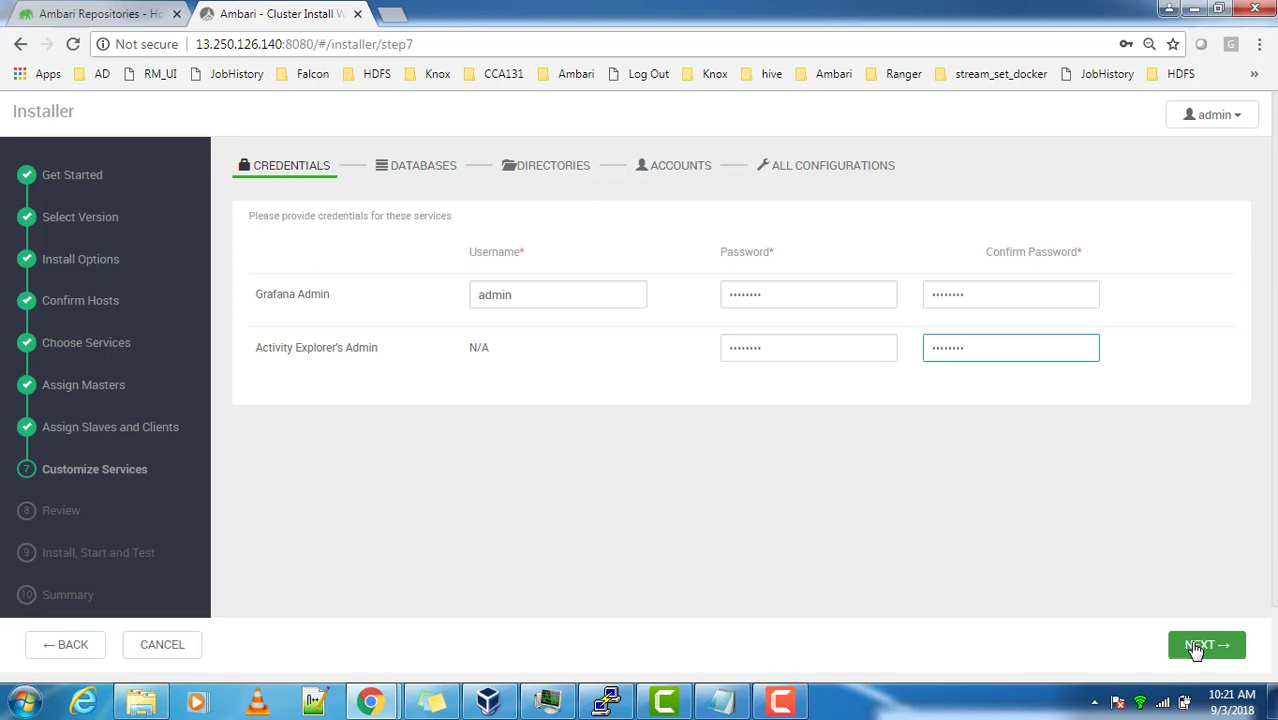 Ambari Repositories - Ho
Ambari - Cluster Install W
Not secure
13.250.126.140:8080/#/installer/step7
G
Apps
AD
RM_UI
JobHistory
Falcon
HDFS
Knox
CCA131
Ambari
Log Out
Knox
hive
Ambari
Ranger
stream_set_docker
JobHistory
HDFS
»
Installer
admin
Get Started
Select Version
Install Options
Confirm Hosts
Choose Services
Assign Masters
Assign Slaves and Clients
7 Customize Services
8 Review
9 Install, Start and Test
10 Summary
CREDENTIALS
DATABASES
DIRECTORIES
ACCOUNTS
ALL CONFIGURATIONS
Please provide credentials for these services
Username* Password* Confirm Password*
Grafana Admin admin •••••••• ••••••••
Activity Explorer's Admin N/A •••••••• ••••••••
← BACK
CANCEL
NEXT →
10:21 AM
9/3/2018